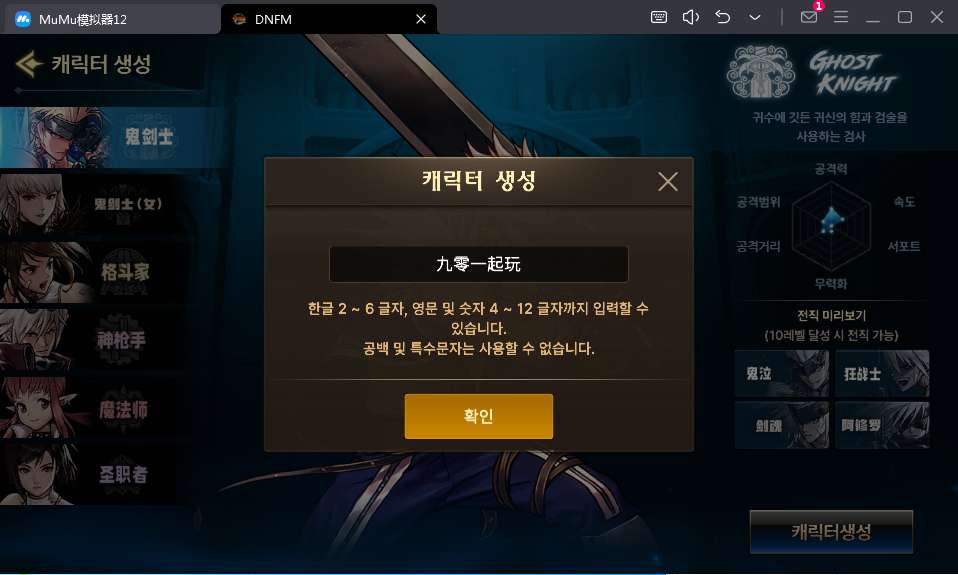 MuMu模拟器12
DNFM
1
캐릭터 생성
GHOST KNIGHT
귀수에 깃든 귀신의 힘과 검술을
사용하는 검사
鬼剑士
鬼剑士(女)
格斗家
神枪手
魔法师
圣职者
캐릭터 생성
九零一起玩
한글 2 ~ 6 글자, 영문 및 숫자 4 ~ 12 글자까지 입력할 수
있습니다.
공백 및 특수문자는 사용할 수 없습니다.
확인
공격력
공격범위
속도
공격거리
서포트
무력화
전직 미리보기
(10레벨 달성 시 전직 가능)
鬼泣
狂战士
剑魂
阿修罗
캐릭터생성